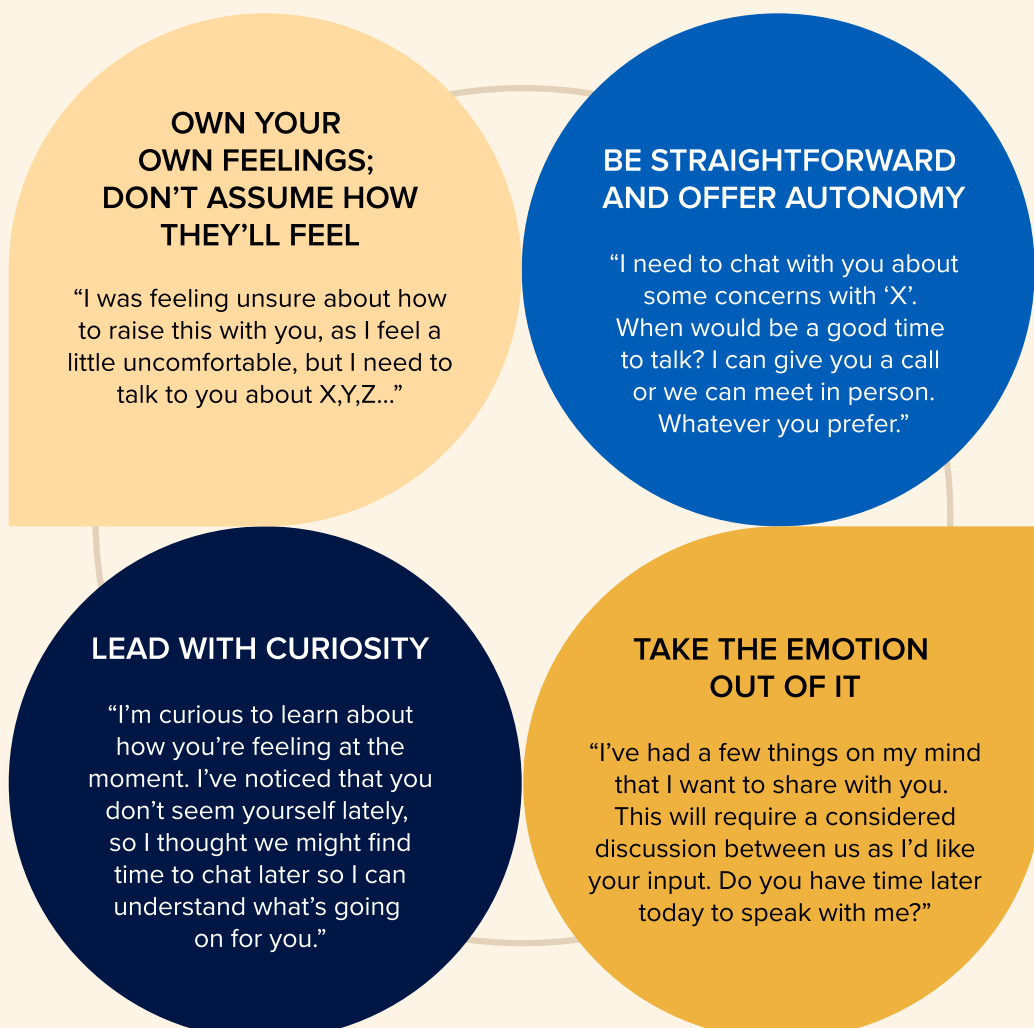 OWN YOUR
OWN FEELINGS;
DON’T ASSUME HOW
THEY’LL FEEL
“I was feeling unsure about how
to raise this with you, as I feel a
little uncomfortable, but I need to
talk to you about X,Y,Z...”
BE STRAIGHTFORWARD
AND OFFER AUTONOMY
“I need to chat with you about
some concerns with ‘X’.
When would be a good time
to talk? I can give you a call
or we can meet in person.
Whatever you prefer.”
LEAD WITH CURIOSITY
“I’m curious to learn about
how you’re feeling at the
moment. I’ve noticed that you
don’t seem yourself lately,
so I thought we might find
time to chat later so I can
understand what’s going
on for you.”
TAKE THE EMOTION
OUT OF IT
“I’ve had a few things on my mind
that I want to share with you.
This will require a considered
discussion between us as I’d like
your input. Do you have time later
today to speak with me?”